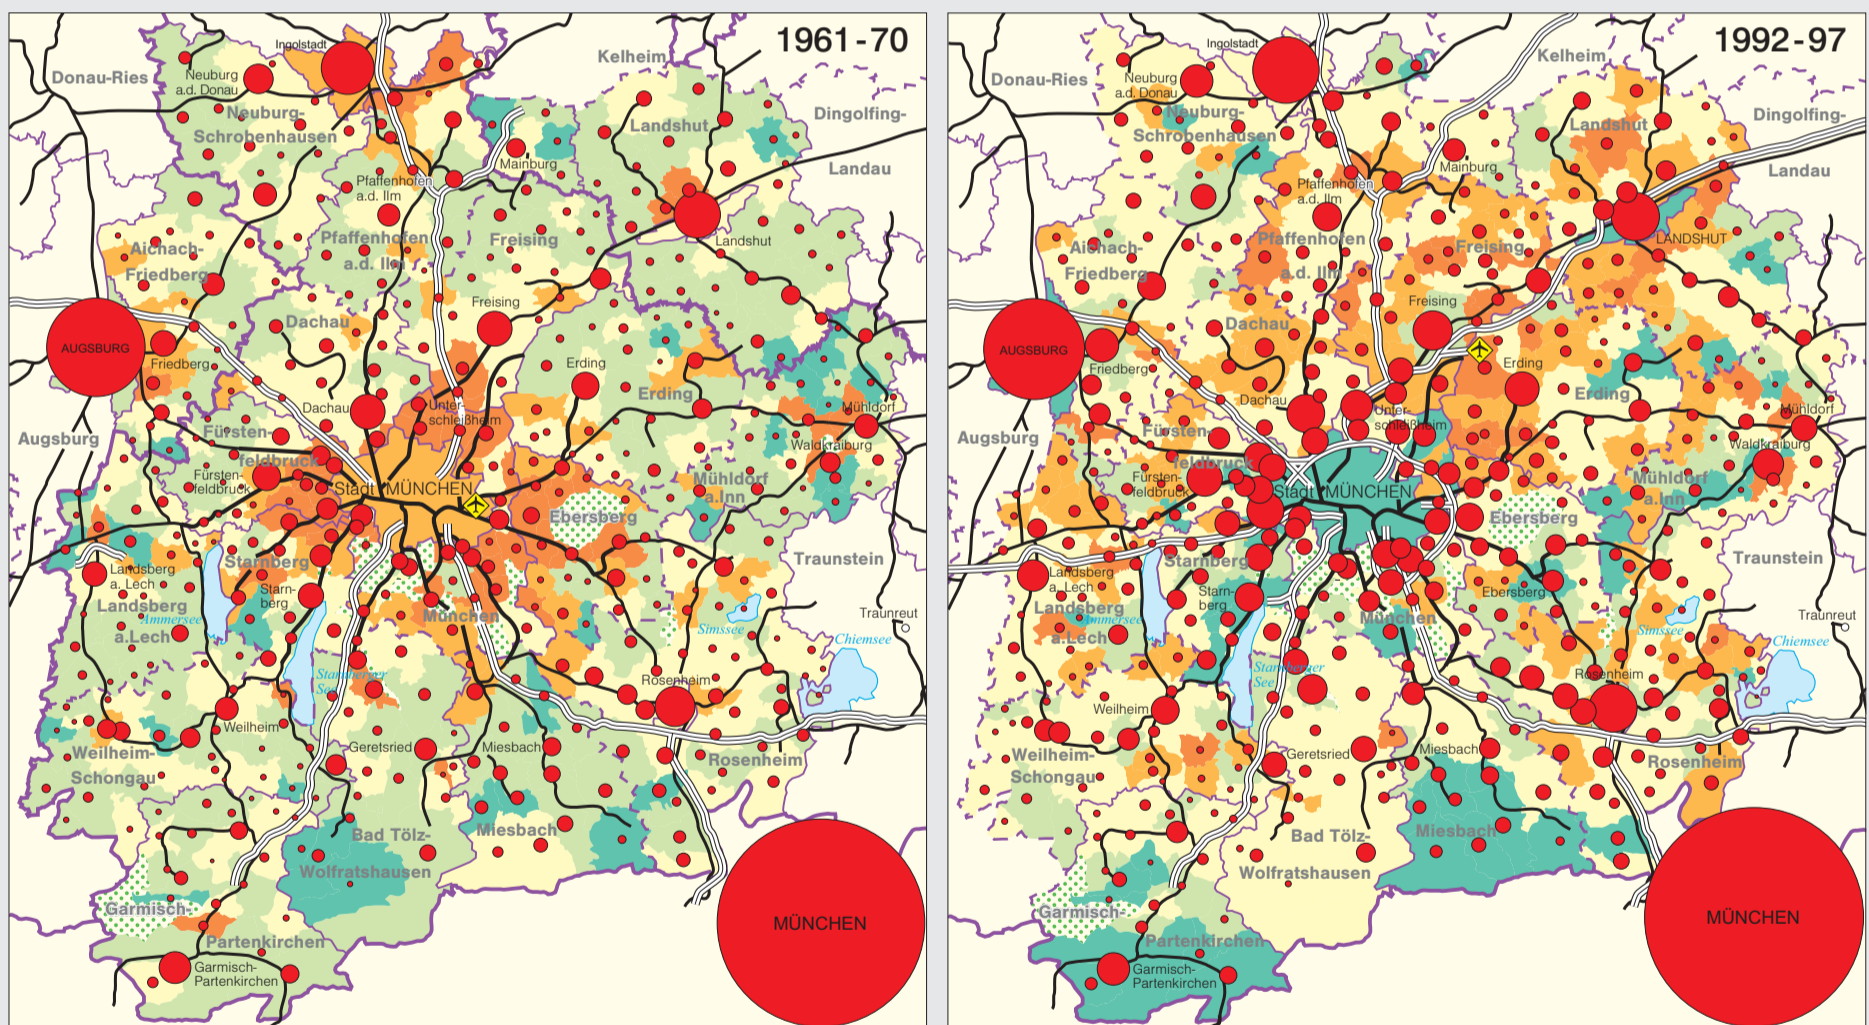 1961-70
Ingolstadt
Kelheim
Donau-Ries
Neuburg
a.d. Donau
Neuburg-
Schrobenhausen
Landshut
Dingolfing-
Landau
Mainburg
Pfaffenhofen
a.d. Ilm
Landshut
Aichach-
Friedberg
Pfaffenhofen
a.d. Ilm
Freising
Freising
Dachau
AUGSBURG
Friedberg
Erding
Erding
Dachau
Unter-
schleißheim
Mühldorf
Waldkraiburg
Augsburg
Fürsten-
feldbruck
Fürsten-
feldbruck
Stadt MÜNCHEN
Mühldorf
a.Inn
Ebersberg
Traunstein
Starnberg
Landsberg
a. Lech
Starn-
berg
Landsberg
a.Lech
Ammersee
München
Simssee
Traunreut
Chiemsee
Starnberger
See
Rosenheim
Weilheim
Geretsried
Miesbach
Weilheim-
Schongau
Rosenheim
Bad Tölz-
Wolfratshausen
Miesbach
Garmisch-
Partenkirchen
Garmisch-
Partenkirchen
MÜNCHEN
1992-97
Ingolstadt
Kelheim
Donau-Ries
Neuburg
a.d. Donau
Neuburg-
Schrobenhausen
Landshut
Dingolfing-
Landau
Mainburg
Pfaffenhofen
a.d. Ilm
LANDSHUT
Aichach-
Friedberg
Pfaffenhofen
a.d. Ilm
Freising
Freising
Dachau
AUGSBURG
Friedberg
Erding
Erding
Dachau
Unter-
schleißheim
Mühldorf
Waldkraiburg
Augsburg
Fürsten-
feldbruck
Fürsten-
feldbruck
Stadt MÜNCHEN
Mühldorf
a.Inn
Ebersberg
Traunstein
Starnberg
Landsberg
a. Lech
Starn-
berg
Ebersberg
Landsberg
a.Lech
Ammersee
München
Simssee
Traunreut
Chiemsee
Starnberger
See
Rosenheim
Weilheim
Geretsried
Miesbach
Weilheim-
Schongau
Rosenheim
Bad Tölz-
Wolfratshausen
Miesbach
Garmisch-
Partenkirchen
Garmisch-
Partenkirchen
MÜNCHEN